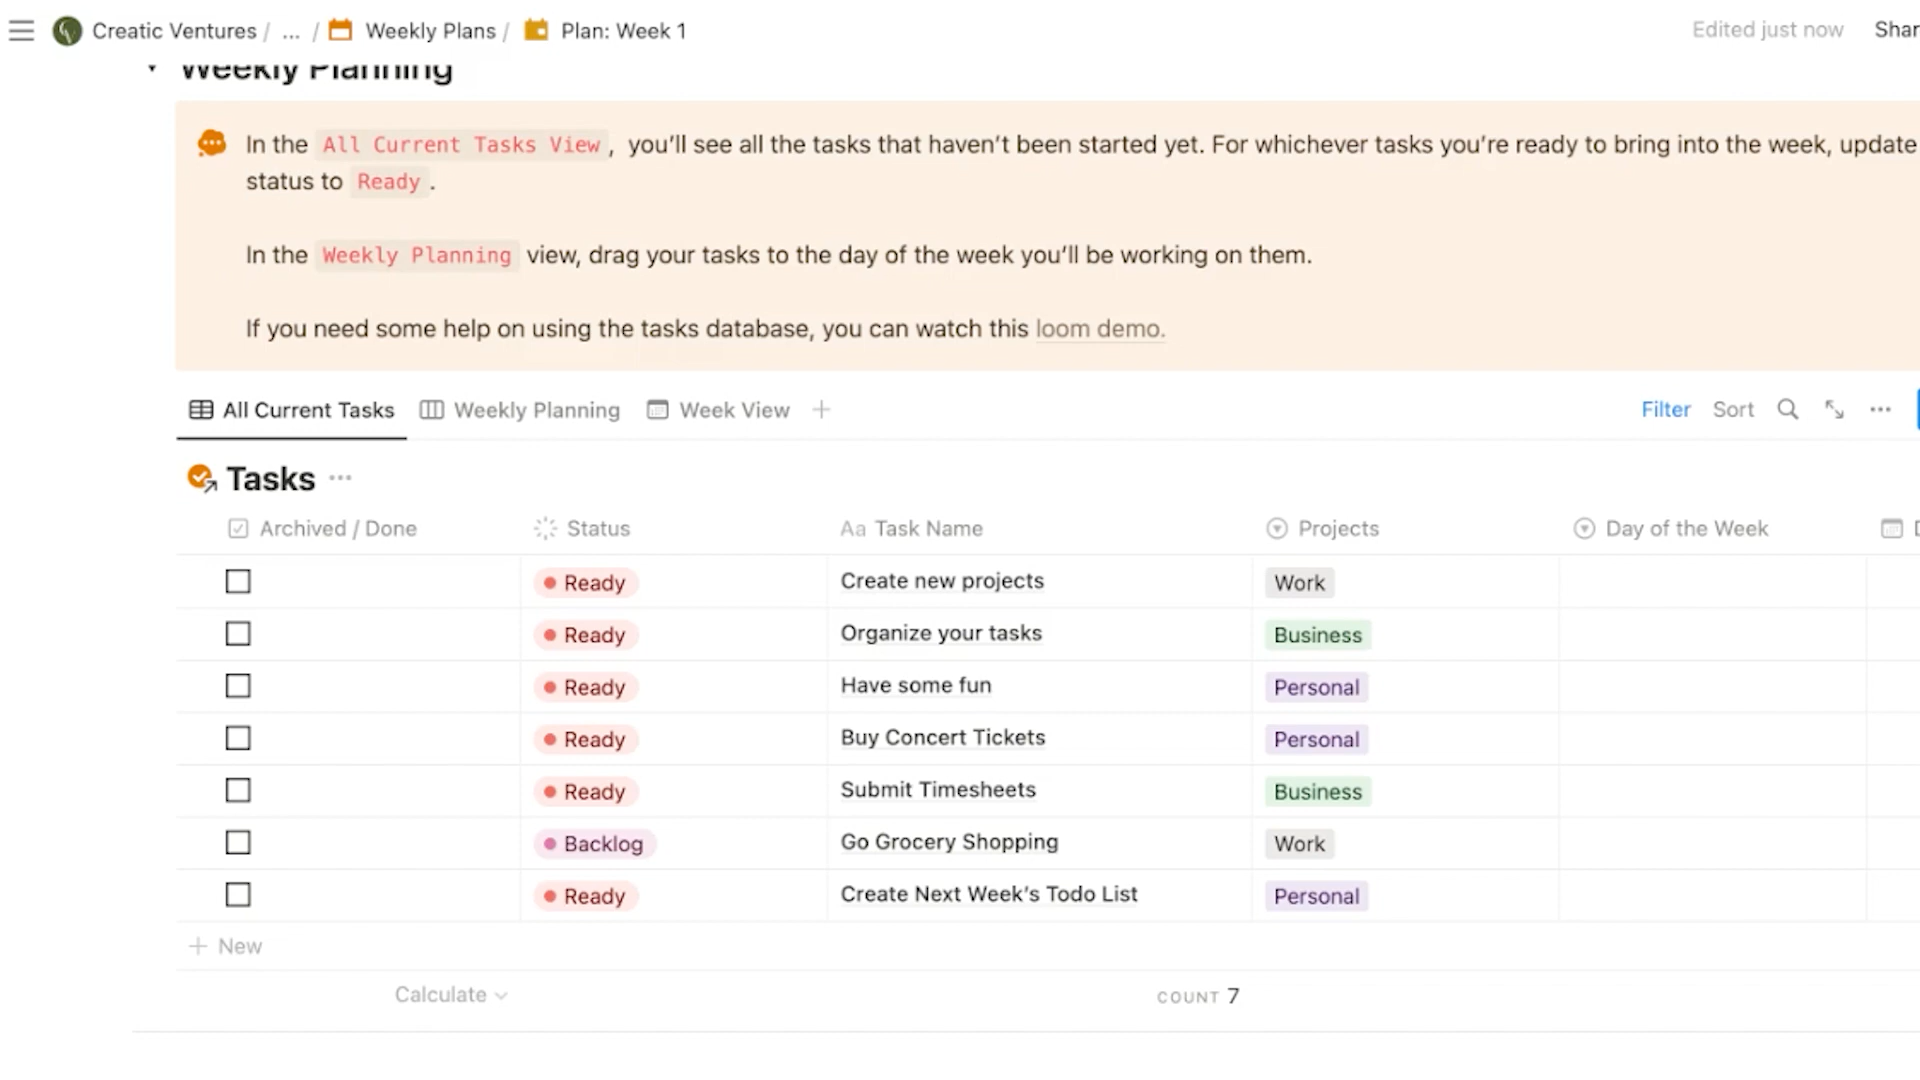 Creatic Ventures / ... / Weekly Plans / Plan: Week 1
Edited just now
Weekly Planning
In the All Current Tasks View, you’ll see all the tasks that haven’t been started yet. For whichever tasks you’re ready to bring into the week, update
status to Ready.
In the Weekly Planning view, drag your tasks to the day of the week you’ll be working on them.
If you need some help on using the tasks database, you can watch this loom demo.
All Current Tasks Weekly Planning Week View +
Filter Sort ...
Tasks ...
Archived / Done Status Aa Task Name Projects Day of the Week
Ready Create new projects Work
Ready Organize your tasks Business
Ready Have some fun Personal
Ready Buy Concert Tickets Personal
Ready Submit Timesheets Business
Backlog Go Grocery Shopping Work
Ready Create Next Week’s Todo List Personal
+ New
Calculate COUNT 7